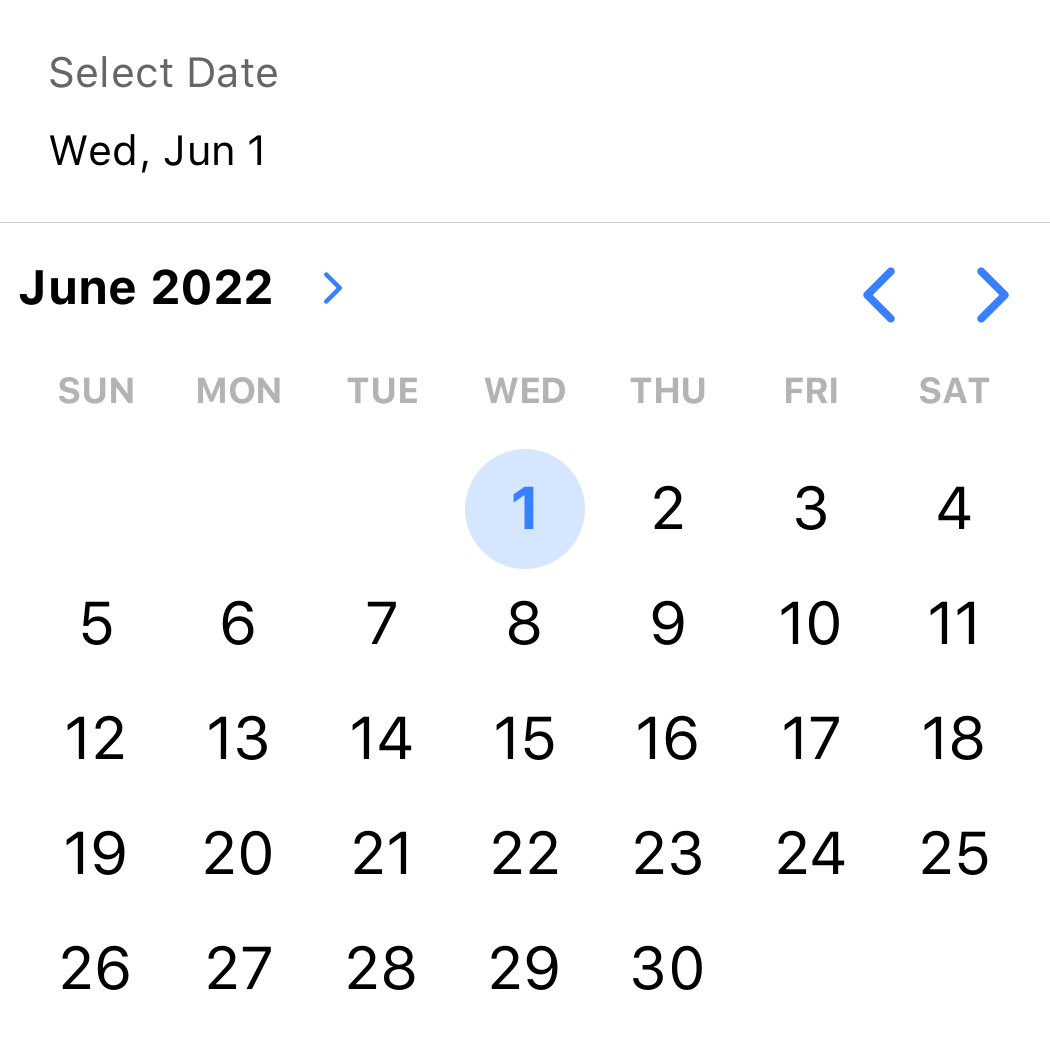 Select Date
Wed, Jun 1
June 2022
SUN MON TUE WED THU FRI SAT
1 2 3 4
5 6 7 8 9 10 11
12 13 14 15 16 17 18
19 20 21 22 23 24 25
26 27 28 29 30